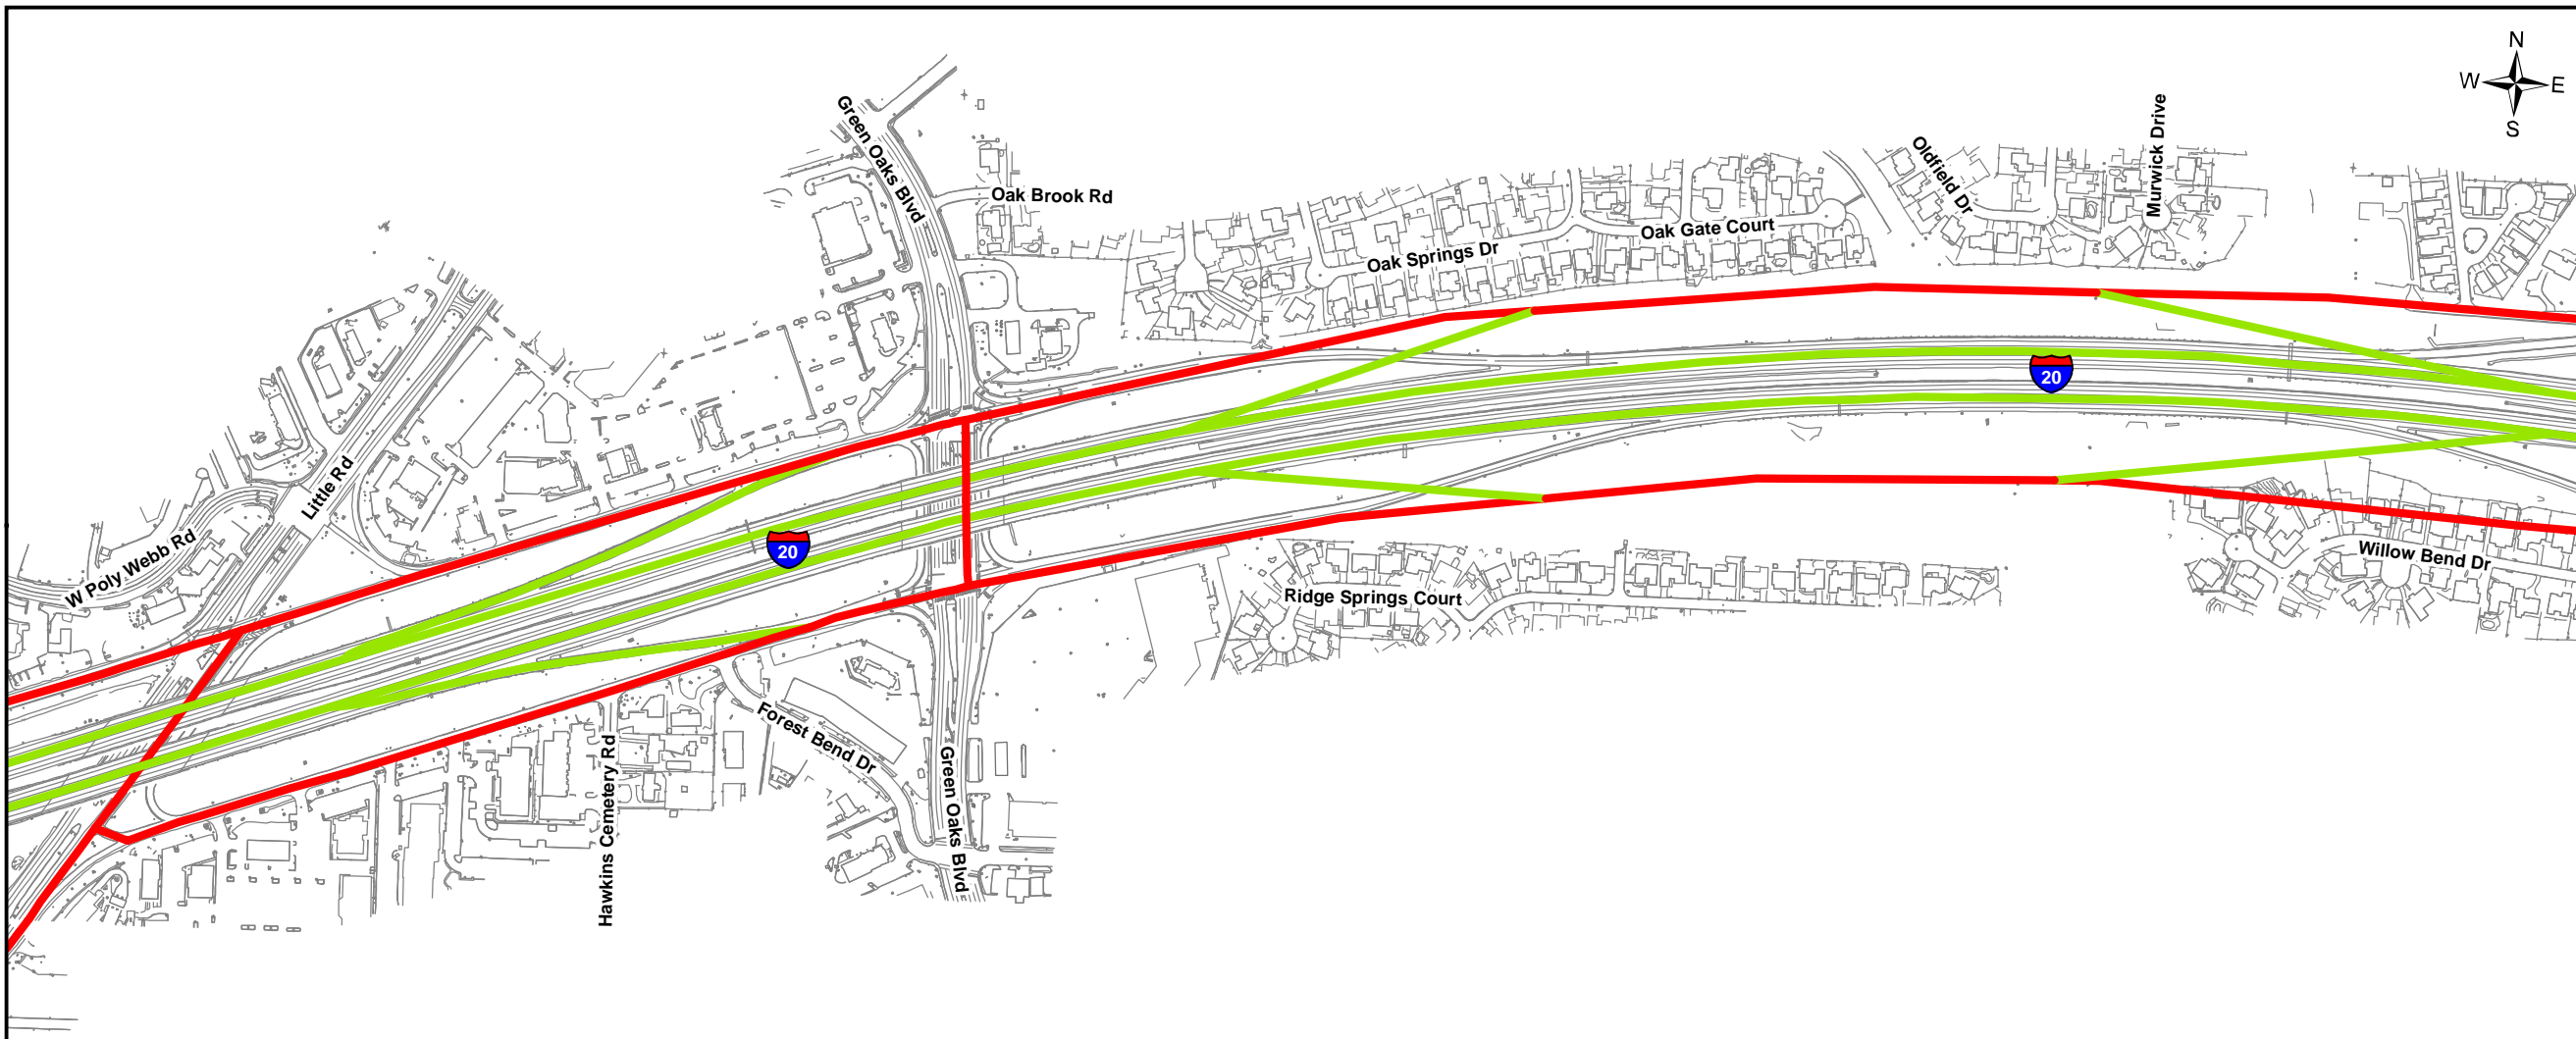 N
W E
S
Green Oaks Blvd
Oak Brook Rd
Oak Springs Dr
Oak Gate Court
Oldfield Dr
Murwick Drive
20
Little Rd
W Poly Webb Rd
20
Ridge Springs Court
Willow Bend Dr
Forest Bend Dr
Hawkins Cemetery Rd
Green Oaks Blvd